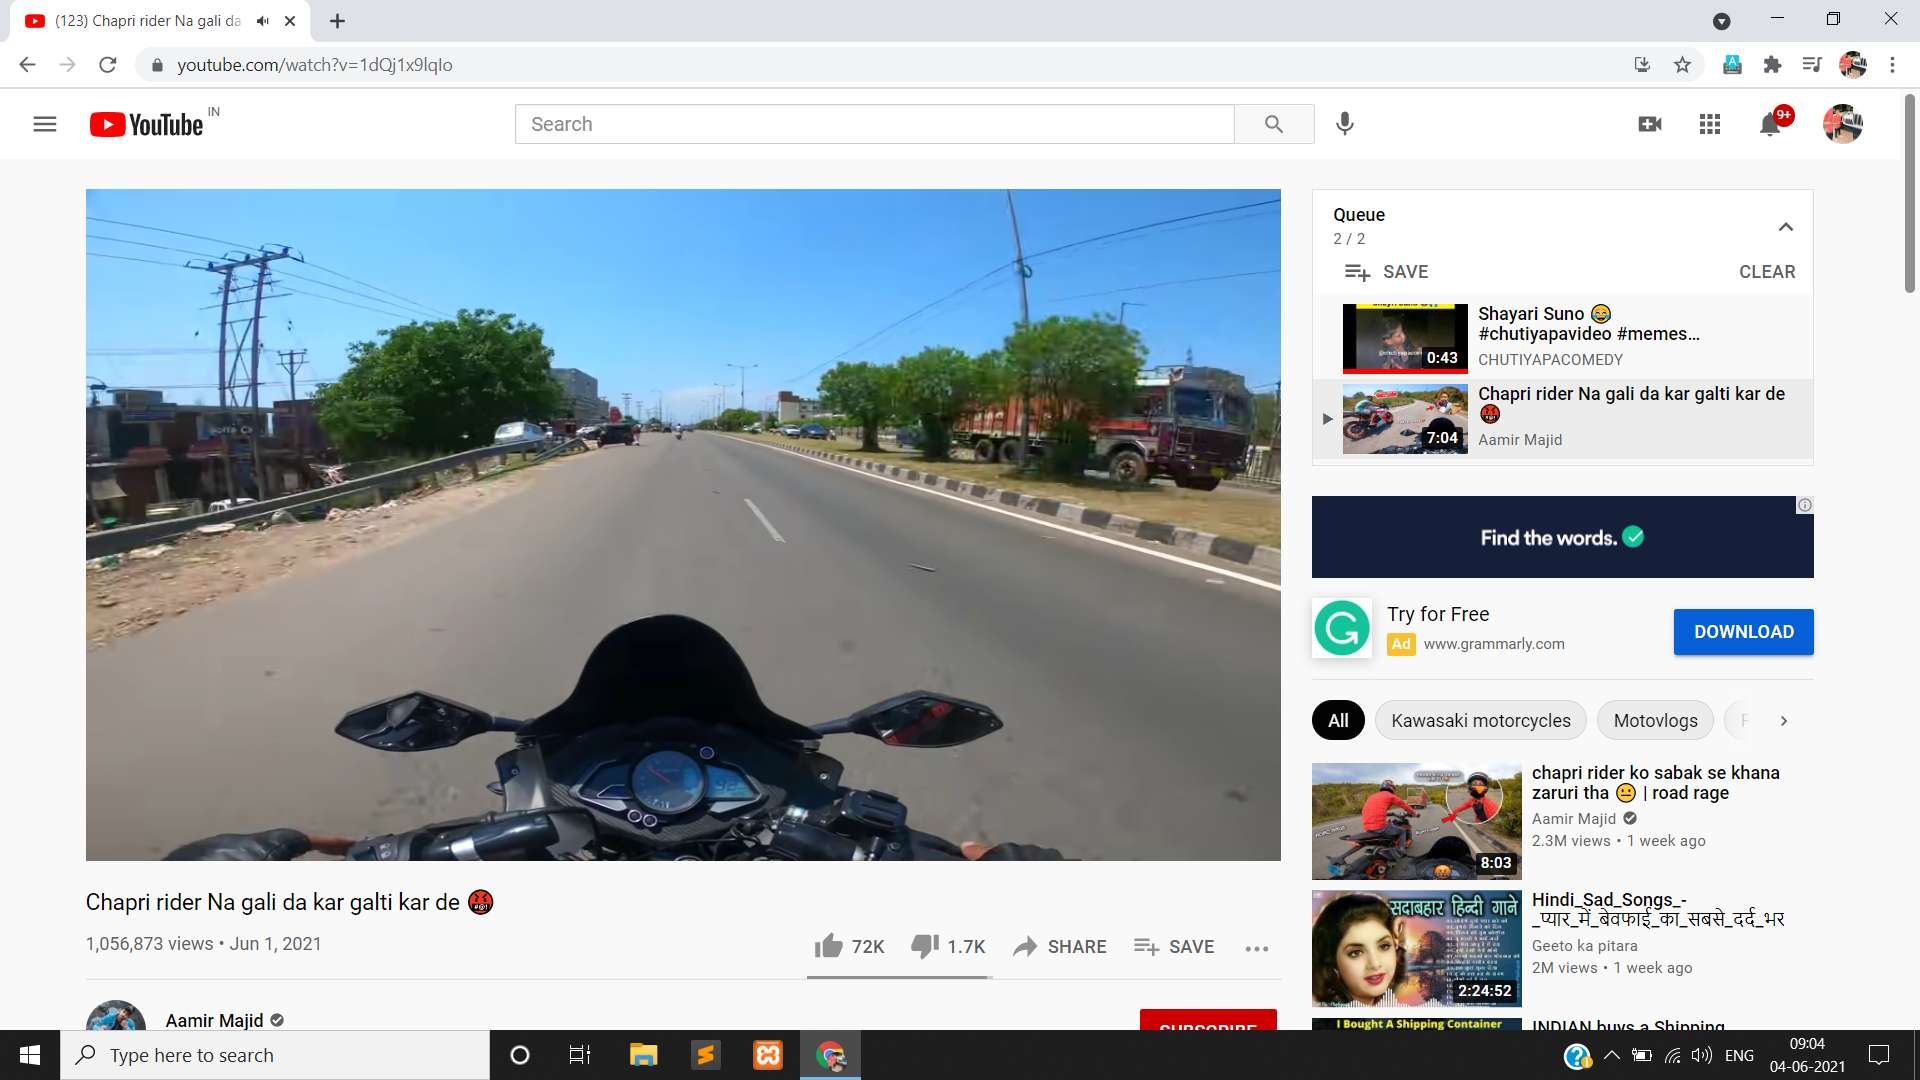 (123) Chapri rider Na gali da
youtube.com/watch?v=1dQj1x9lqIo
YouTube IN
Search
9+
Queue
2 / 2
SAVE
CLEAR
0:43
Shayari Suno 😂
#chutiyapavideo #memes...
CHUTIYAPACOMEDY
7:04
Chapri rider Na gali da kar galti kar de
🤬
Aamir Majid
Find the words.
Try for Free
Ad www.grammarly.com
DOWNLOAD
All
Kawasaki motorcycles
Motovlogs
8:03
chapri rider ko sabak se khana
zaruri tha 😐 | road rage
Aamir Majid
2.3M views • 1 week ago
सदाबहार हिन्दी गाने
2:24:52
Hindi_Sad_Songs_-
_प्यार_में_बेवफाई_का_सबसे_दर्द_भर
Geeto ka pitara
2M views • 1 week ago
I Bought A Shipping Container
INDIAN buys a Shipping
Chapri rider Na gali da kar galti kar de 🤬
1,056,873 views • Jun 1, 2021
72K
1.7K
SHARE
SAVE
Aamir Majid
SUBSCRIBE
Type here to search
ENG
09:04
04-06-2021